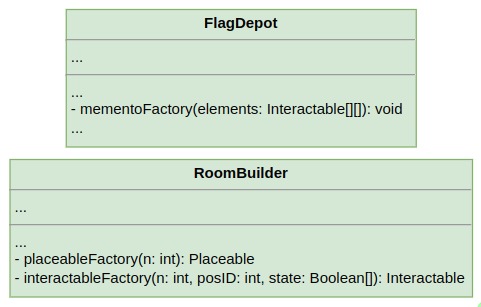 FlagDepot
...
...
- mementoFactory(elements: Interactable[][]): void
...
RoomBuilder
...
...
- placeableFactory(n: int): Placeable
- interactableFactory(n: int, posID: int, state: Boolean[]): Interactable